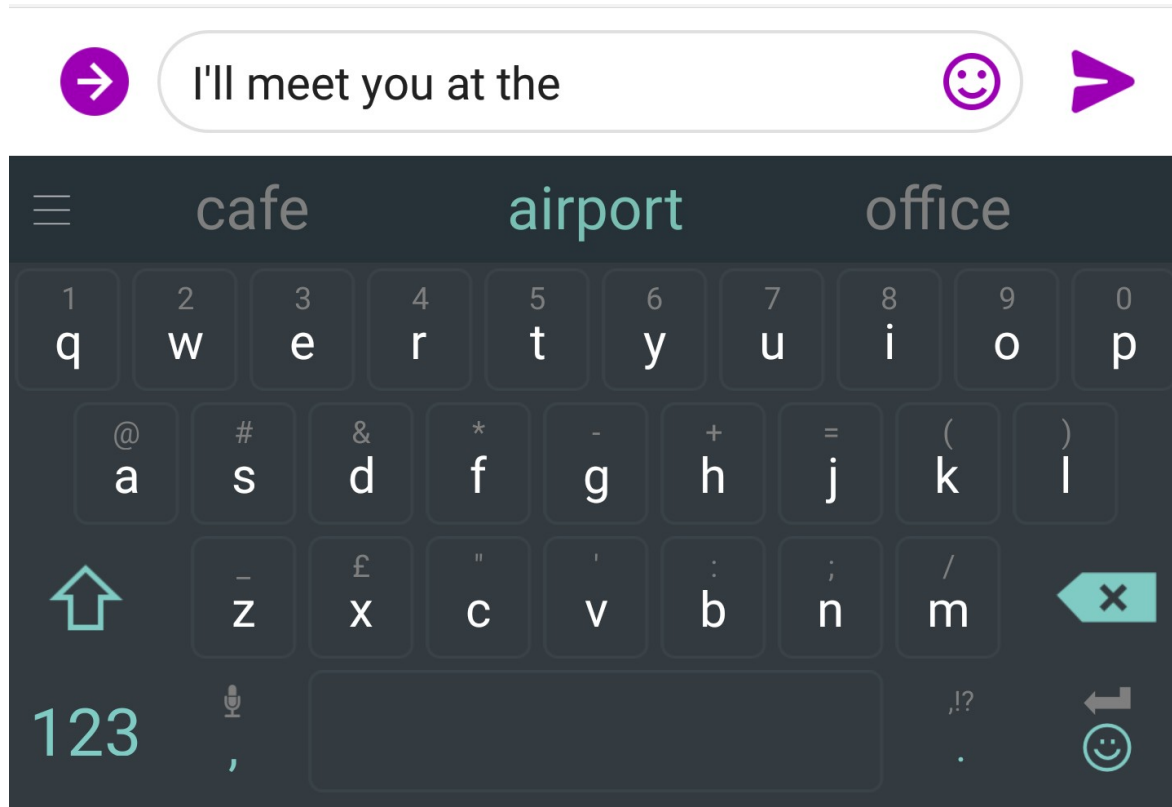 I'll meet you at the
cafe airport office
1 2 3 4 5 6 7 8 9 0
q w e r t y u i o p
@ # & * - + = ( )
a s d f g h j k l
_ £ " ' : ; /
z x c v b n m
,!?
123 , .